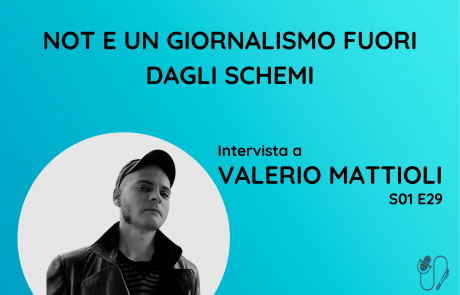 NOT E UN GIORNALISMO FUORI
DAGLI SCHEMI
Intervista a
VALERIO MATTIOLI
S01 E29